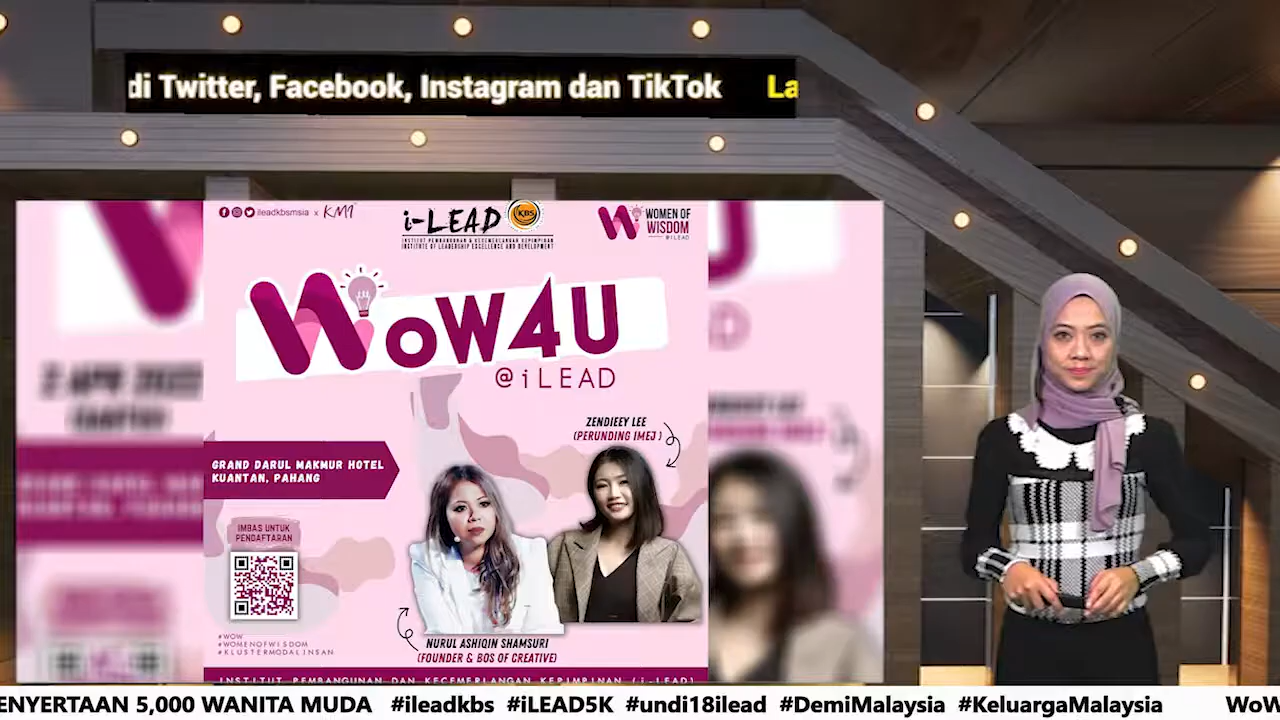 di Twitter, Facebook, Instagram dan TikTok La
ileadkbsmsia x KMI
i-LEAD
KBS
INSTITUT PEMBANGUNAN & KECEMERLANGAN KEPIMPINAN
INSTITUTE OF LEADERSHIP EXCELLENCE AND DEVELOPMENT
WOMEN OF
WISDOM
@iLEAD
WoW4U
@iLEAD
2 APR 2022
ZENDIEEY LEE
(PERUNDING IMEJ)
GRAND DARUL MAKMUR HOTEL
KUANTAN, PAHANG
IMBAS UNTUK
PENDAFTARAN
#WOW
#WOMENOFWISDOM
#KLUSTERMODALINSAN
NURUL ASHIQIN SHAMSURI
(FOUNDER & BOS OF CREATIVE)
INSTITUT PEMBANGUNAN DAN KECEMERLANGAN KEPIMPINAN (i-LEAD)
ENYERTAAN 5,000 WANITA MUDA #ileadkbs #iLEAD5K #undi18ilead #DemiMalaysia #KeluargaMalaysia WoW